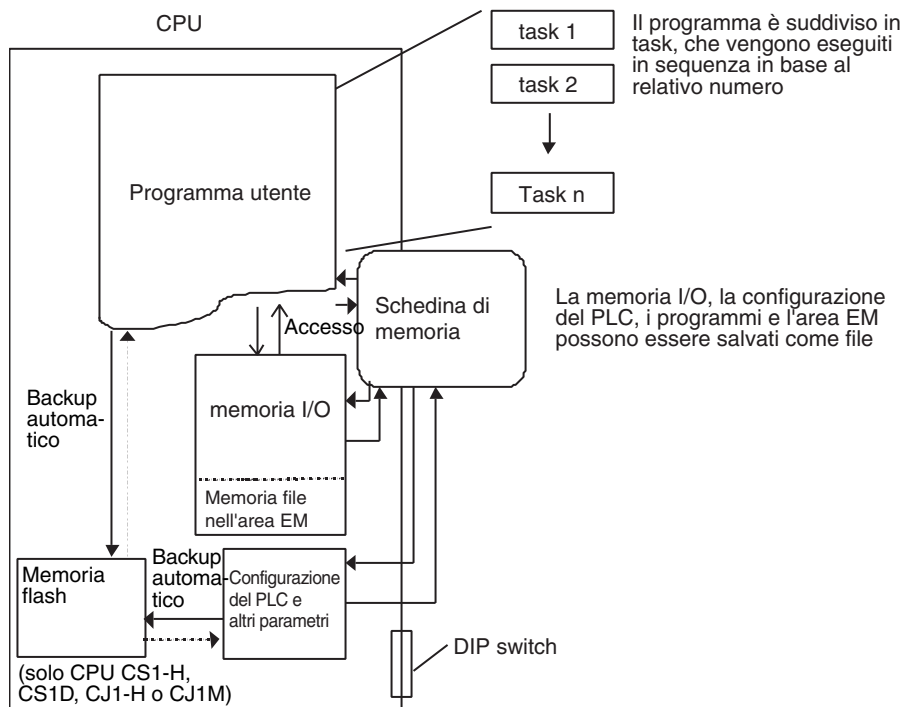 CPU
task 1
task 2
Task n
Il programma è suddiviso in
task, che vengono eseguiti
in sequenza in base al
relativo numero
Programma utente
Schedina di
memoria
La memoria I/O, la configurazione
del PLC, i programmi e l'area EM
possono essere salvati come file
Accesso
Backup
automa-
tico
memoria I/O
Memoria file
nell'area EM
Memoria
flash
Backup
automa-
tico
Configurazione
del PLC e
altri parametri
(solo CPU CS1-H,
CS1D, CJ1-H o CJ1M)
DIP switch